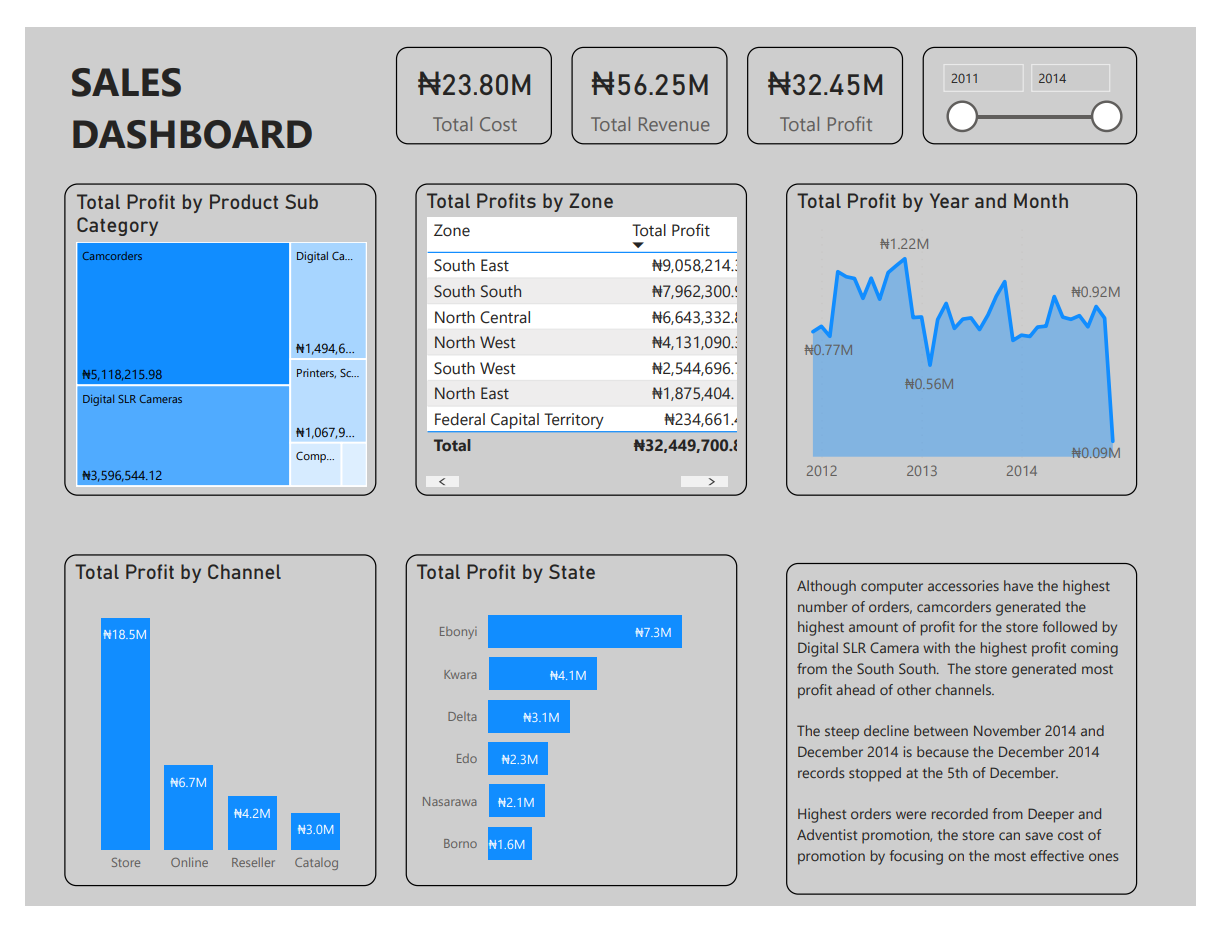 SALES
DASHBOARD
₦23.80M
Total Cost
₦56.25M
Total Revenue
₦32.45M
Total Profit
2011
2014
Total Profit by Product Sub
Category
Camcorders
₦5,118,215.98
Digital SLR Cameras
₦3,596,544.12
Digital Ca...
₦1,494,6...
Printers, Sc...
₦1,067,9...
Comp...
Total Profits by Zone
Zone Total Profit
South East ₦9,058,214.
South South ₦7,962,300.
North Central ₦6,643,332.
North West ₦4,131,090.
South West ₦2,544,696.
North East ₦1,875,404.
Federal Capital Territory ₦234,661.
Total ₦32,449,700.
< >
Total Profit by Year and Month
₦1.22M
₦0.92M
₦0.77M
₦0.56M
₦0.09M
2012 2013 2014
Total Profit by Channel
₦18.5M
₦6.7M
₦4.2M
₦3.0M
Store Online Reseller Catalog
Total Profit by State
Ebonyi ₦7.3M
Kwara ₦4.1M
Delta ₦3.1M
Edo ₦2.3M
Nasarawa ₦2.1M
Borno ₦1.6M
Although computer accessories have the highest
number of orders, camcorders generated the
highest amount of profit for the store followed by
Digital SLR Camera with the highest profit coming
from the South South. The store generated most
profit ahead of other channels.
The steep decline between November 2014 and
December 2014 is because the December 2014
records stopped at the 5th of December.
Highest orders were recorded from Deeper and
Adventist promotion, the store can save cost of
promotion by focusing on the most effective ones